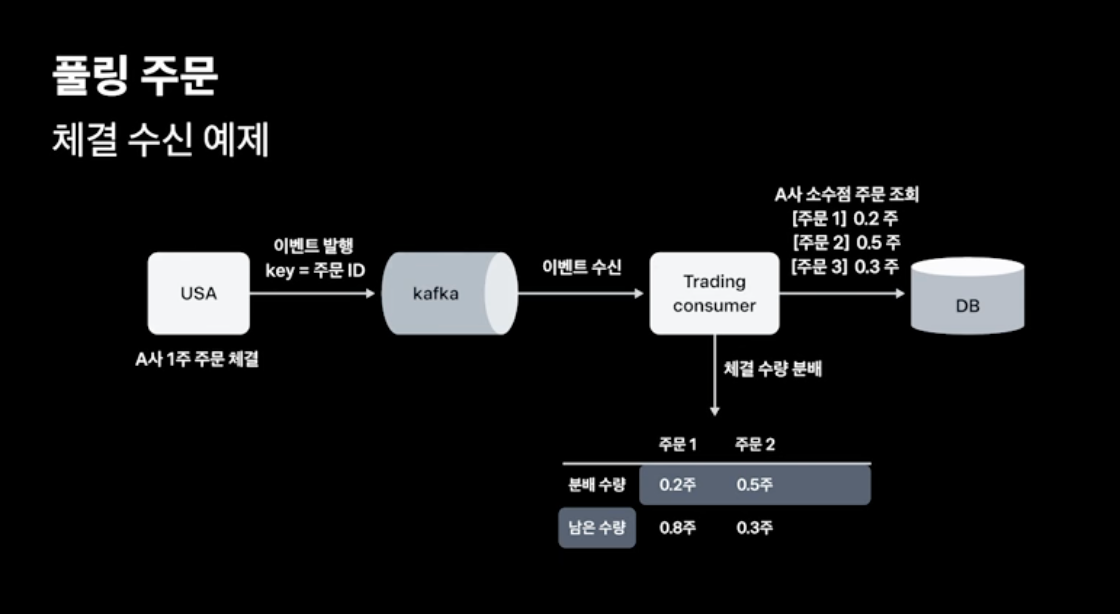 풀링 주문
체결 수신 예제
A사 소수점 주문 조회
[주문 1] 0.2 주
[주문 2] 0.5 주
[주문 3] 0.3 주
이벤트 발행
key = 주문 ID
이벤트 수신
USA
kafka
Trading
consumer
DB
A사 1주 주문 체결
체결 수량 분배
주문 1 주문 2
분배 수량 0.2주 0.5주
남은 수량 0.8주 0.3주